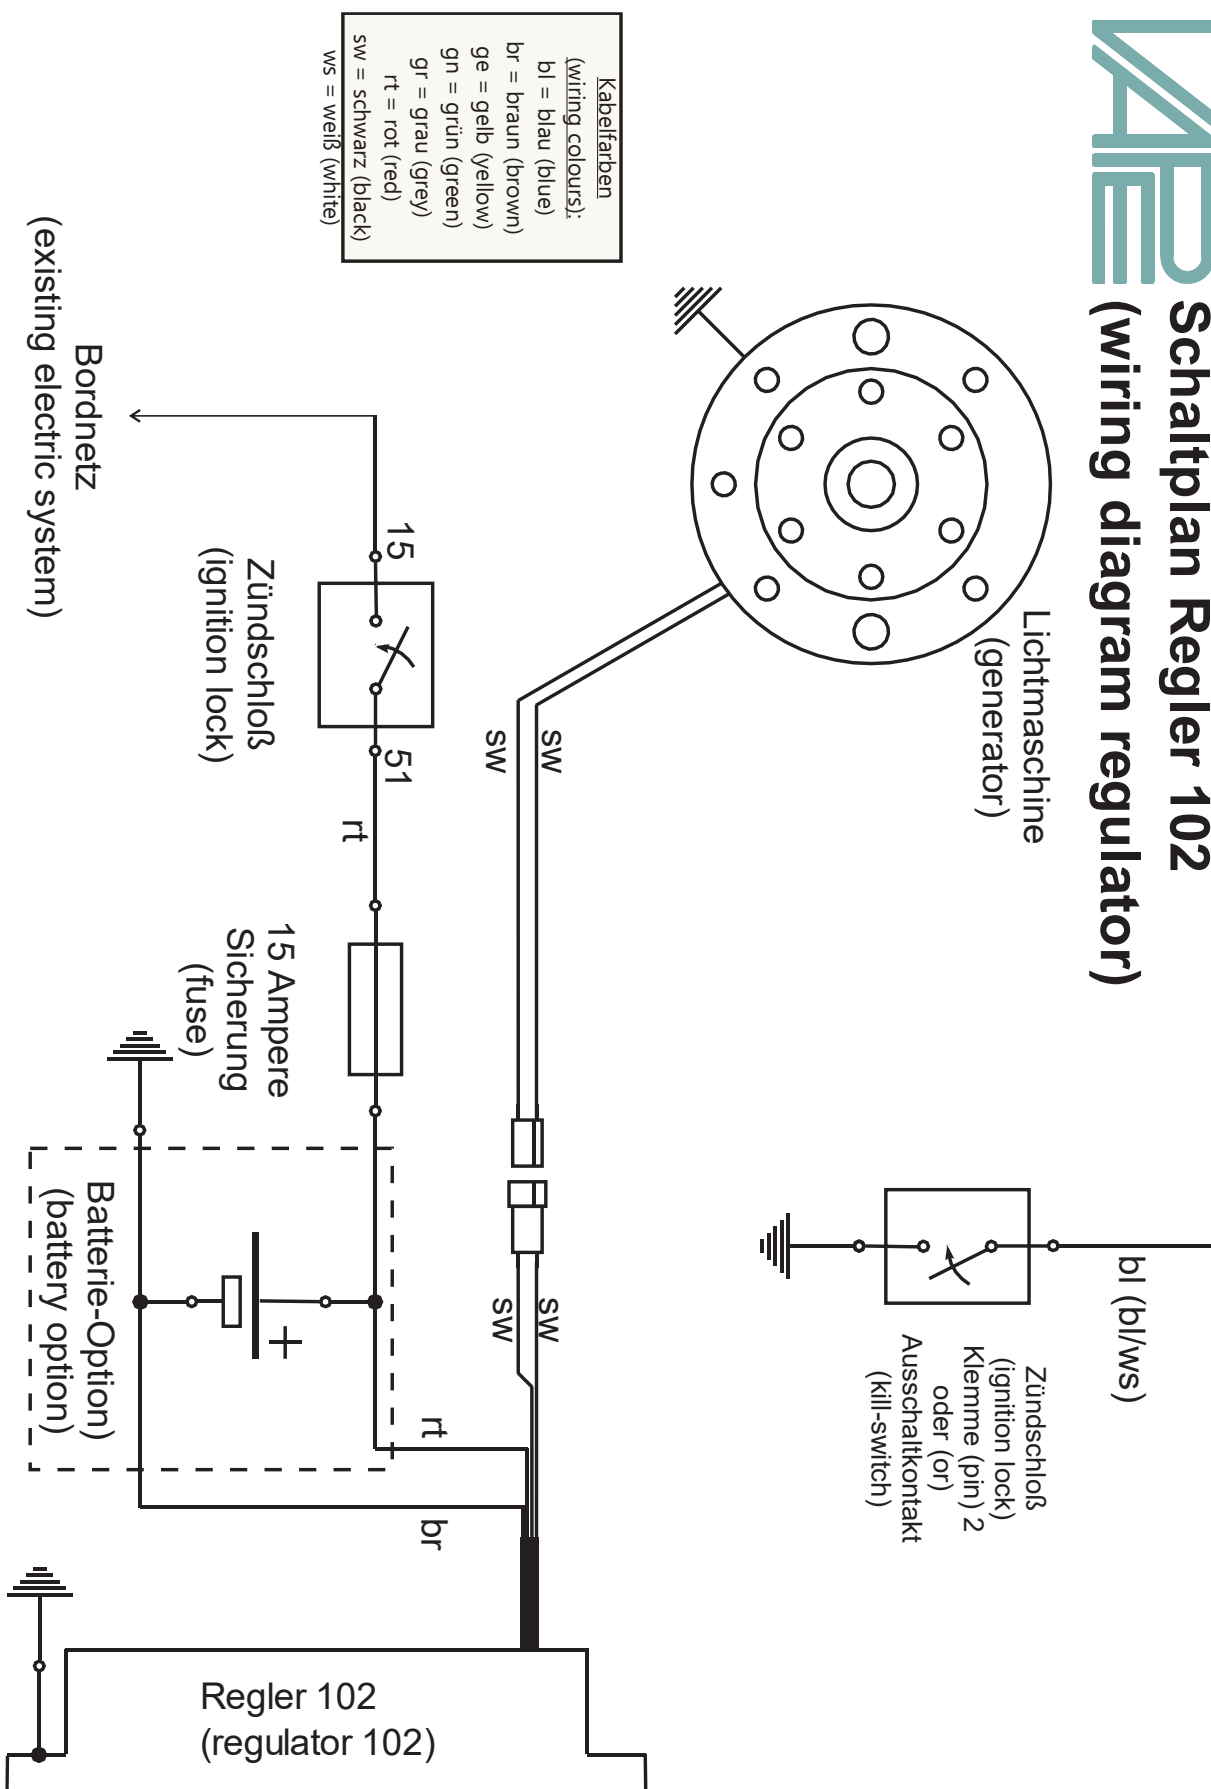 VAPE
Schaltplan Regler 102
(wiring diagram regulator)
Lichtmaschine
(generator)
Kabelfarben
(wiring colours):
bl = blau (blue)
br = braun (brown)
ge = gelb (yellow)
gn = grün (green)
gr = grau (grey)
rt = rot (red)
sw = schwarz (black)
ws = weiß (white)
bl (bl/ws)
Zündschloß
(ignition lock)
Klemme (pin) 2
oder (or)
Ausschaltkontakt
(kill-switch)
sw
sw
sw
sw
15
51
Zündschloß
(ignition lock)
rt
15 Ampere
Sicherung
(fuse)
Bordnetz
(existing electric system)
+
Batterie-Option)
(battery option)
rt
br
Regler 102
(regulator 102)